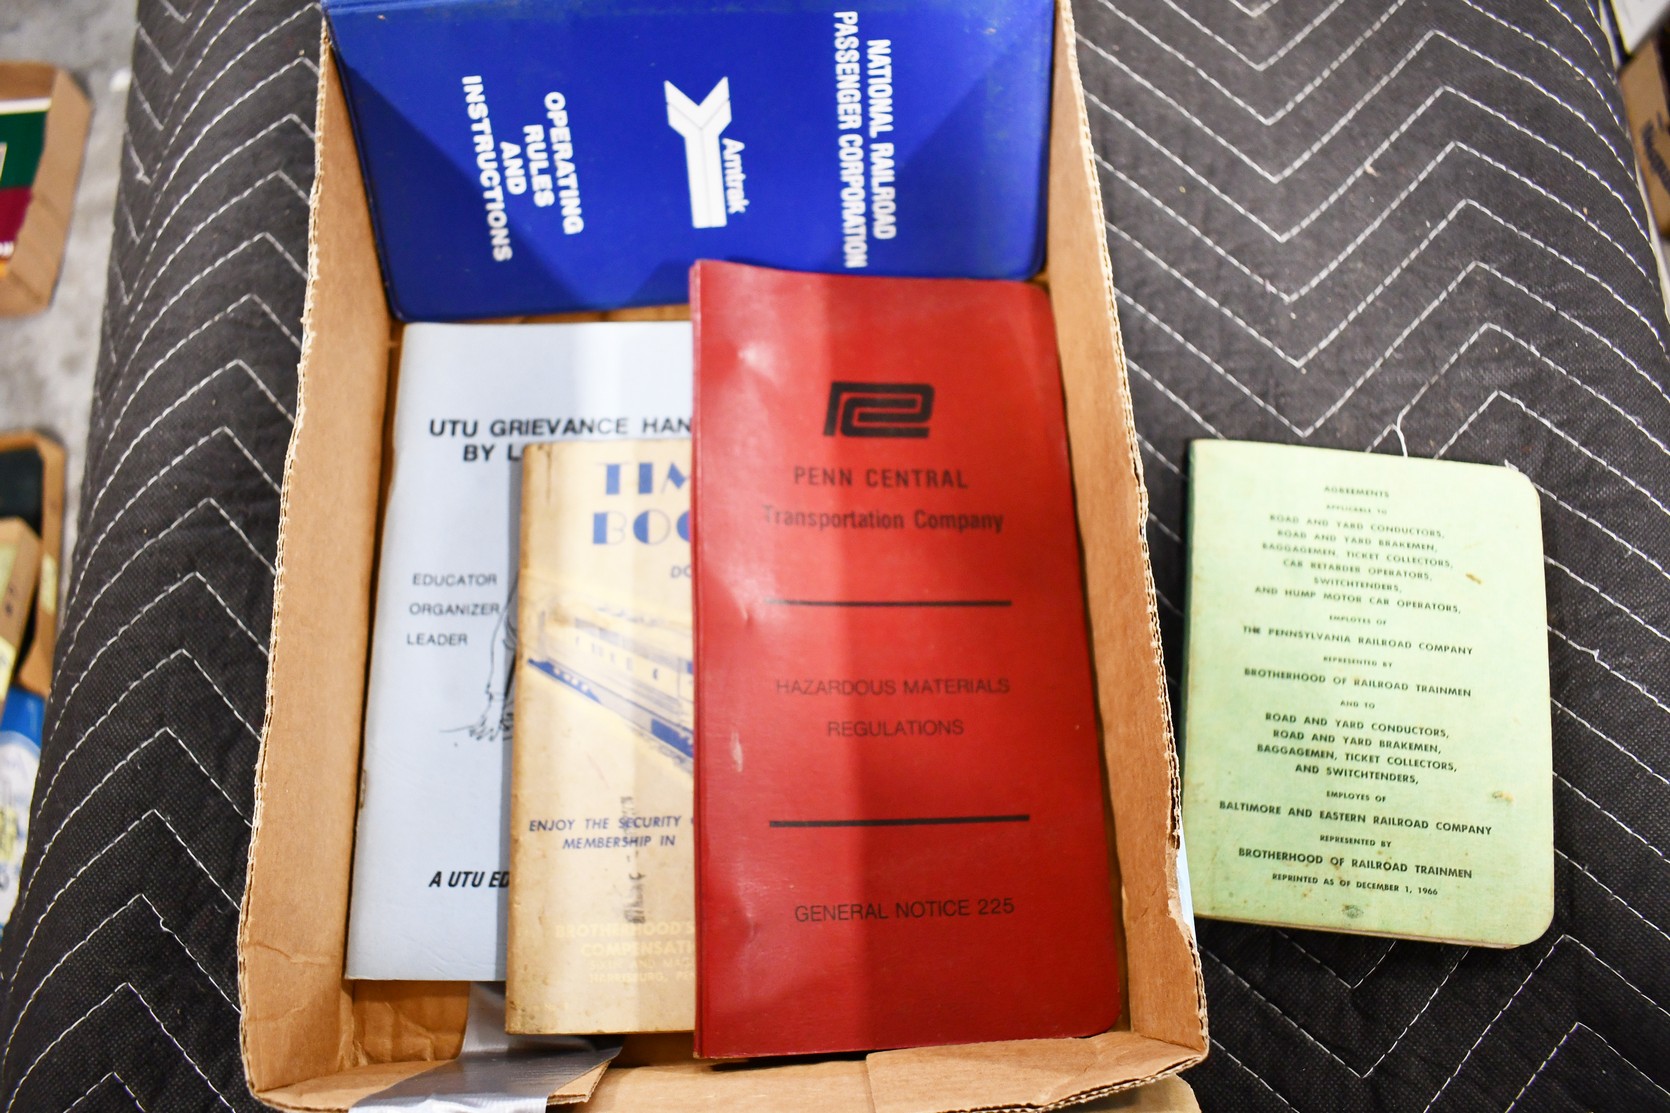 NATIONAL RAILROAD
PASSENGER CORPORATION
Amtrak
OPERATING
RULES
AND
INSTRUCTIONS
UTU GRIEVANCE HAN
BY L
EDUCATOR
ORGANIZER
LEADER
A UTU ED
TIM
BOO
DO
ENJOY THE SECURITY
MEMBERSHIP IN
BROTHERHOOD'S
COMPENSATI
PENN CENTRAL
Transportation Company
HAZARDOUS MATERIALS
REGULATIONS
GENERAL NOTICE 225
AGREEMENTS
APPLICABLE TO
ROAD AND YARD CONDUCTORS,
ROAD AND YARD BRAKEMEN,
BAGGAGEMEN, TICKET COLLECTORS,
CAR RETARDER OPERATORS,
SWITCHTENDERS,
AND HUMP MOTOR CAR OPERATORS,
EMPLOYES OF
THE PENNSYLVANIA RAILROAD COMPANY
REPRESENTED BY
BROTHERHOOD OF RAILROAD TRAINMEN
AND TO
ROAD AND YARD CONDUCTORS,
ROAD AND YARD BRAKEMEN,
BAGGAGEMEN, TICKET COLLECTORS,
AND SWITCHTENDERS,
EMPLOYES OF
BALTIMORE AND EASTERN RAILROAD COMPANY
REPRESENTED BY
BROTHERHOOD OF RAILROAD TRAINMEN
REPRINTED AS OF DECEMBER 1, 1966